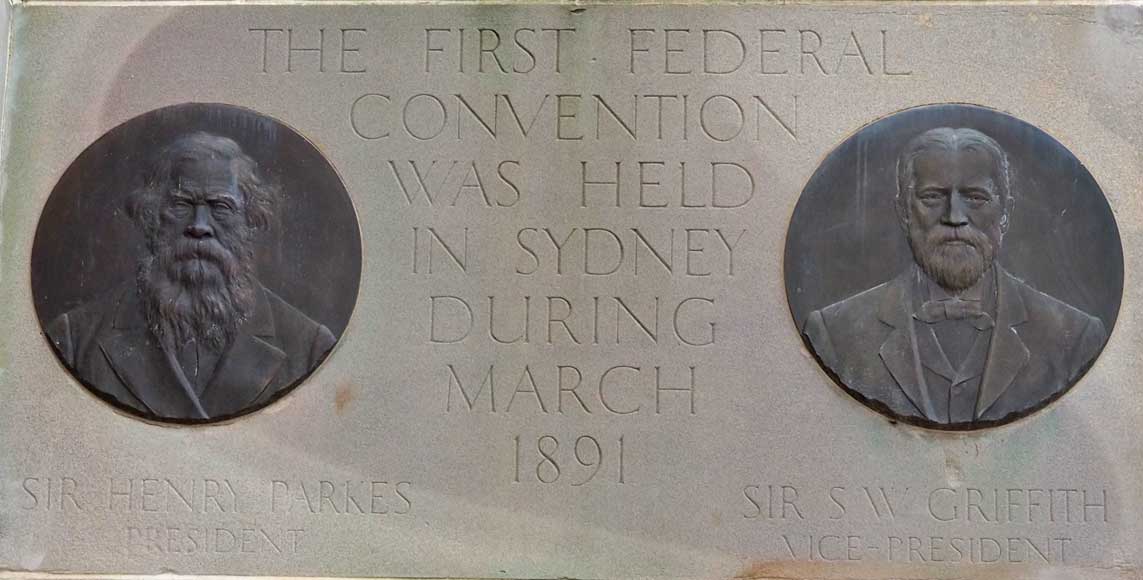 THE FIRST FEDERAL
CONVENTION
WAS HELD
IN SYDNEY
DURING
MARCH
1891
SIR HENRY PARKES
PRESIDENT
SIR S W GRIFFITH
VICE-PRESIDENT